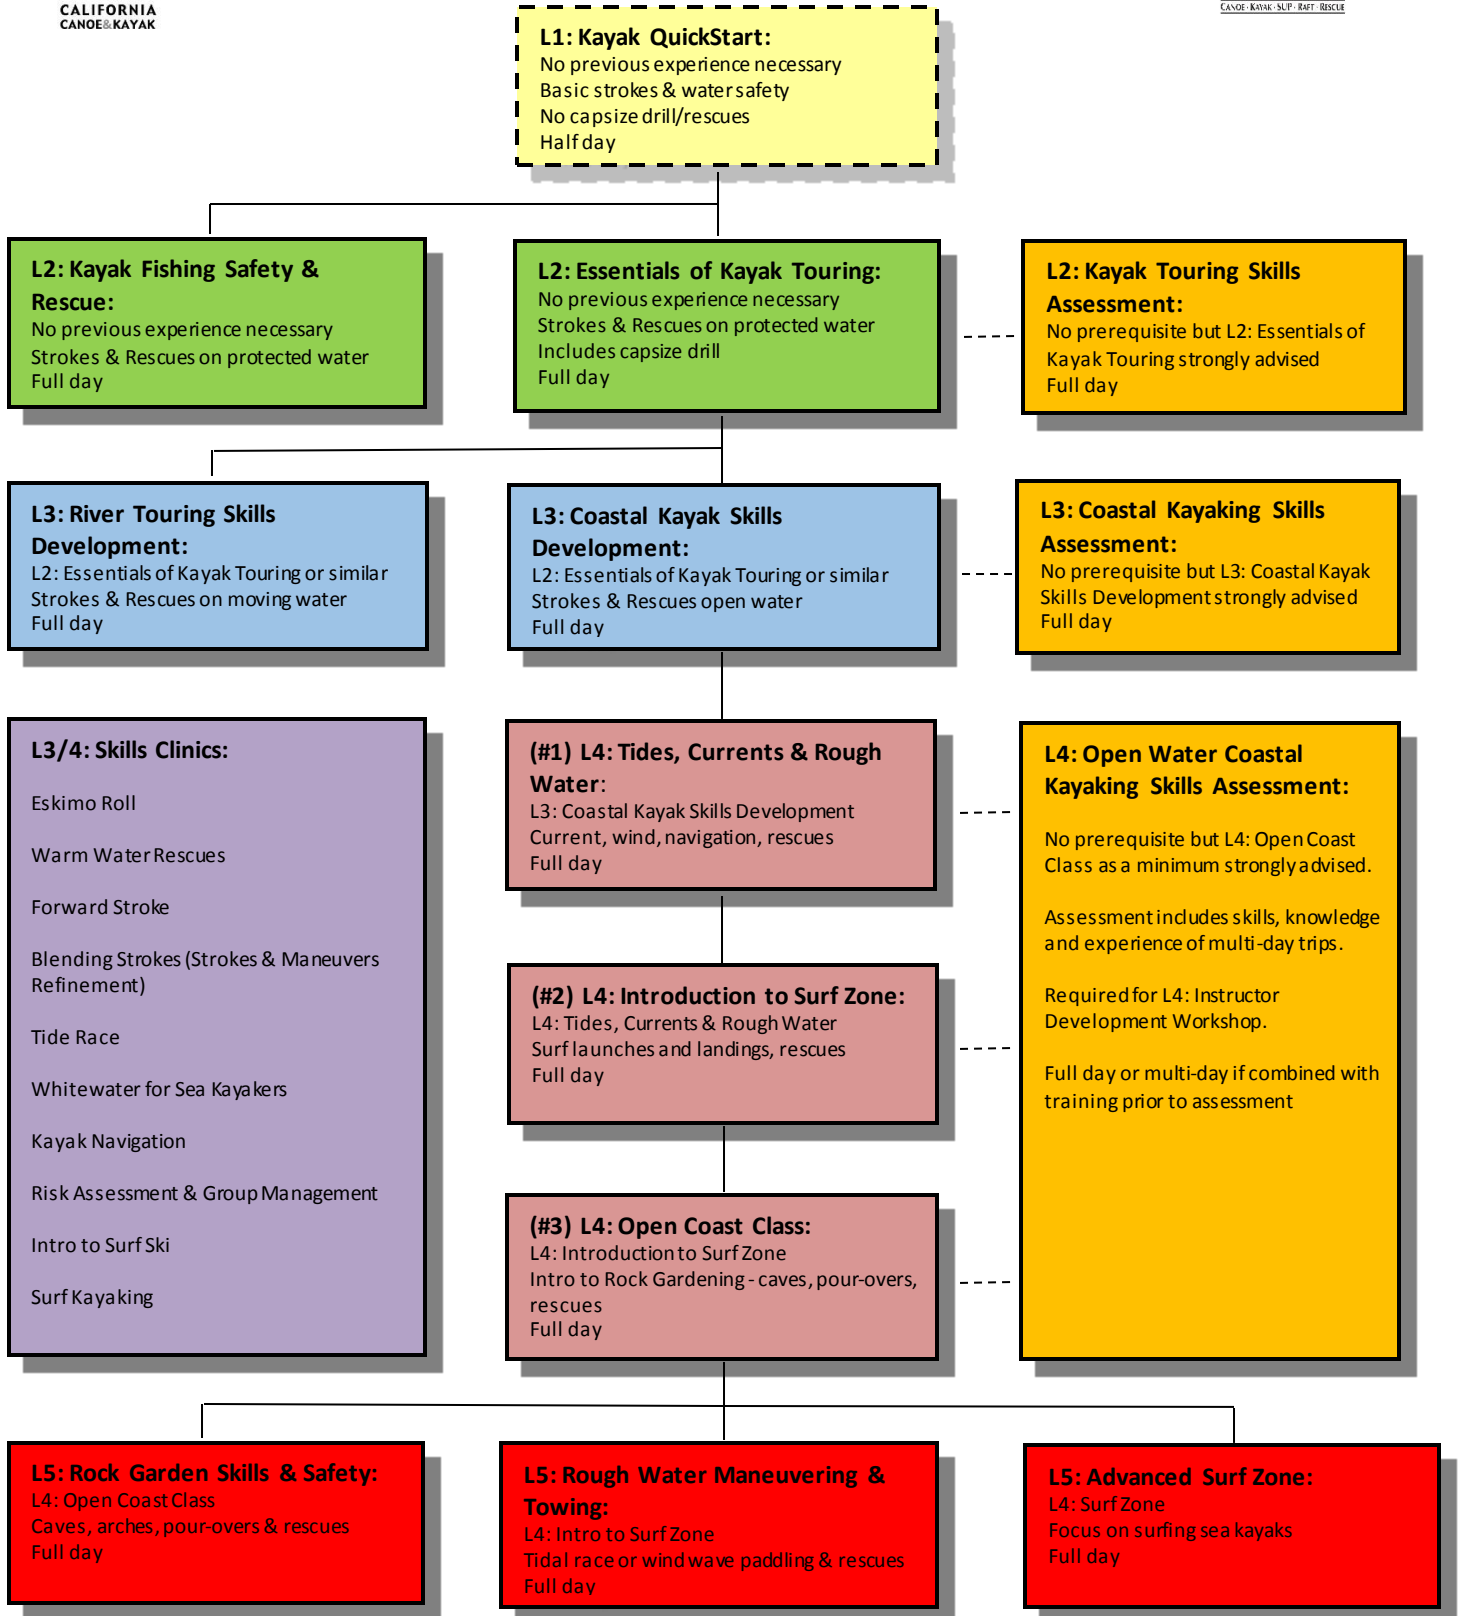 CALIFORNIA
CANOE&KAYAK
CANOE · KAYAK · SUP · RAFT · RESCUE
L1: Kayak QuickStart:
No previous experience necessary
Basic strokes & water safety
No capsize drill/rescues
Half day
L2: Kayak Fishing Safety &
Rescue:
No previous experience necessary
Strokes & Rescues on protected water
Full day
L2: Essentials of Kayak Touring:
No previous experience necessary
Strokes & Rescues on protected water
Includes capsize drill
Full day
L2: Kayak Touring Skills
Assessment:
No prerequisite but L2: Essentials of
Kayak Touring strongly advised
Full day
L3: River Touring Skills
Development:
L2: Essentials of Kayak Touring or similar
Strokes & Rescues on moving water
Full day
L3: Coastal Kayak Skills
Development:
L2: Essentials of Kayak Touring or similar
Strokes & Rescues open water
Full day
L3: Coastal Kayaking Skills
Assessment:
No prerequisite but L3: Coastal Kayak
Skills Development strongly advised
Full day
L3/4: Skills Clinics:
Eskimo Roll
Warm Water Rescues
Forward Stroke
Blending Strokes (Strokes & Maneuvers
Refinement)
Tide Race
Whitewater for Sea Kayakers
Kayak Navigation
Risk Assessment & Group Management
Intro to Surf Ski
Surf Kayaking
(#1) L4: Tides, Currents & Rough
Water:
L3: Coastal Kayak Skills Development
Current, wind, navigation, rescues
Full day
(#2) L4: Introduction to Surf Zone:
L4: Tides, Currents & Rough Water
Surf launches and landings, rescues
Full day
(#3) L4: Open Coast Class:
L4: Introduction to Surf Zone
Intro to Rock Gardening - caves, pour-overs,
rescues
Full day
L4: Open Water Coastal
Kayaking Skills Assessment:
No prerequisite but L4: Open Coast
Class as a minimum strongly advised.
Assessment includes skills, knowledge
and experience of multi-day trips.
Required for L4: Instructor
Development Workshop.
Full day or multi-day if combined with
training prior to assessment
L5: Rock Garden Skills & Safety:
L4: Open Coast Class
Caves, arches, pour-overs & rescues
Full day
L5: Rough Water Maneuvering &
Towing:
L4: Intro to Surf Zone
Tidal race or wind wave paddling & rescues
Full day
L5: Advanced Surf Zone:
L4: Surf Zone
Focus on surfing sea kayaks
Full day